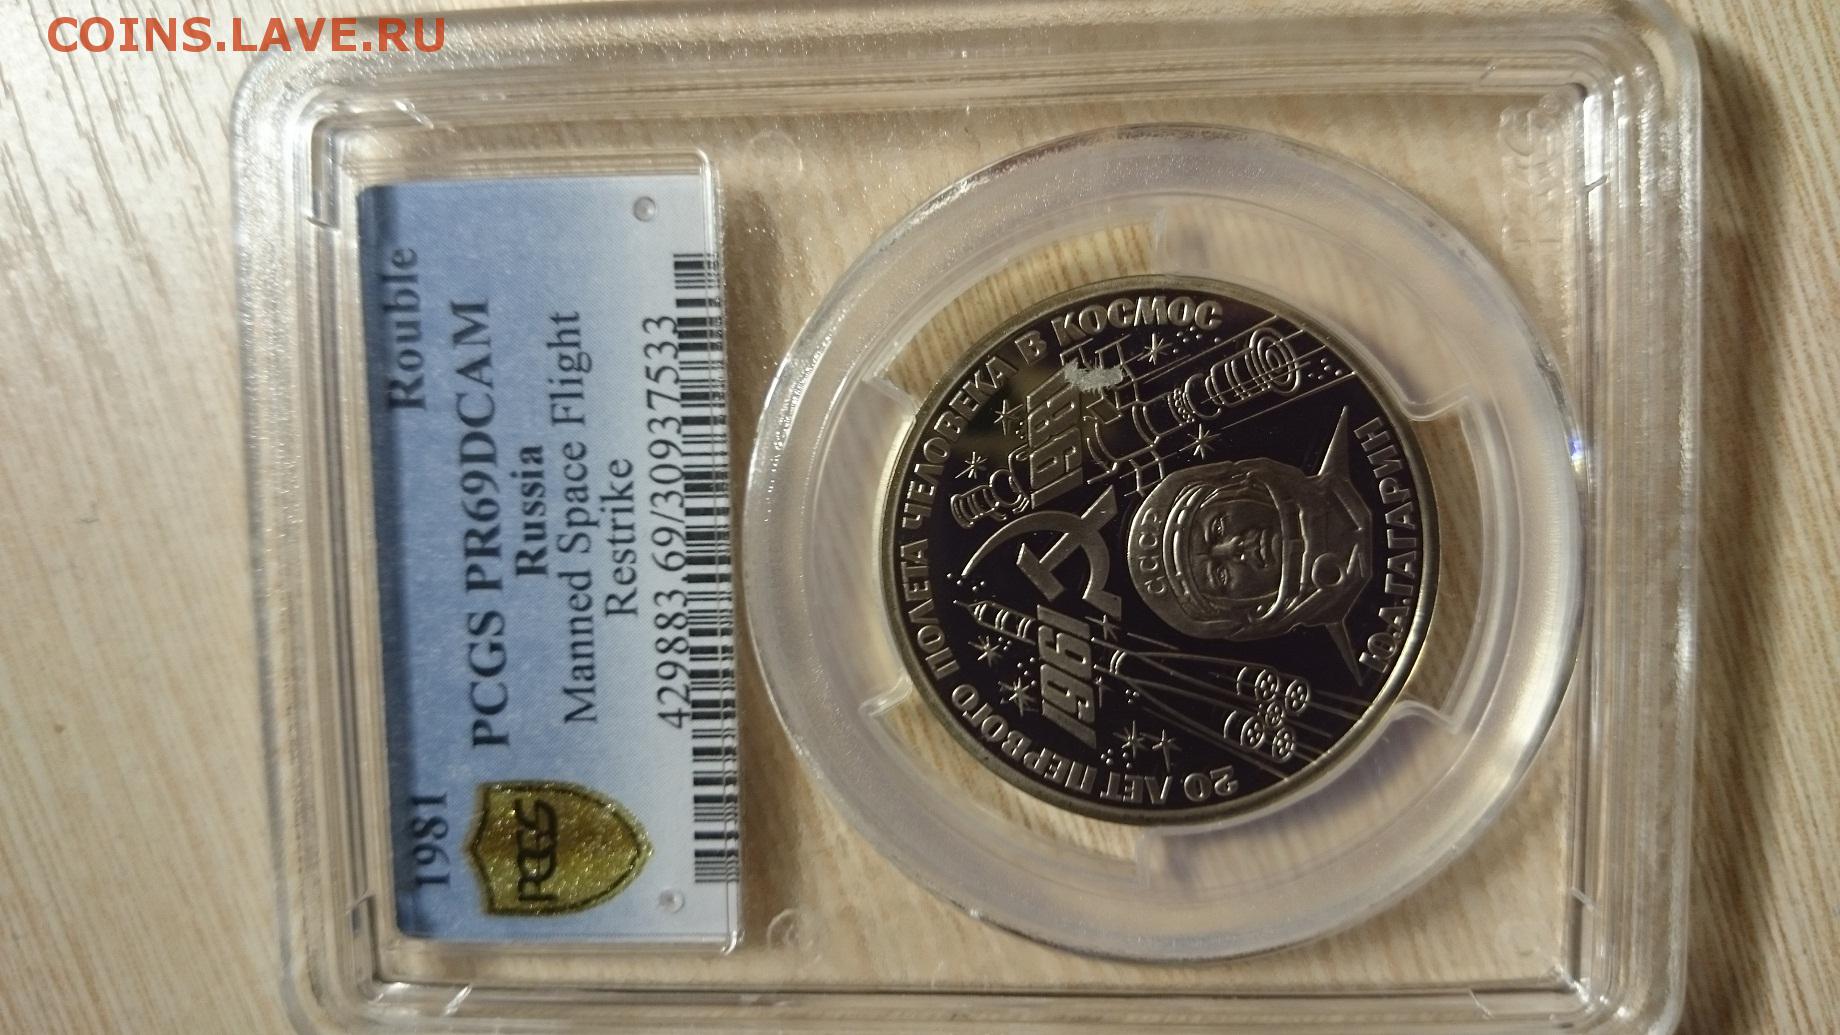 COINS.LAVE.RU
1981 Rouble
PCGS PR69DCAM
Russia
Manned Space Flight
Restrike
429883.69/30937533
PCGS
20 ЛЕТ ПЕРВОГО ПОЛЕТА ЧЕЛОВЕКА В КОСМОС
1961
1981
СССР
Ю.А.ГАГАРИН